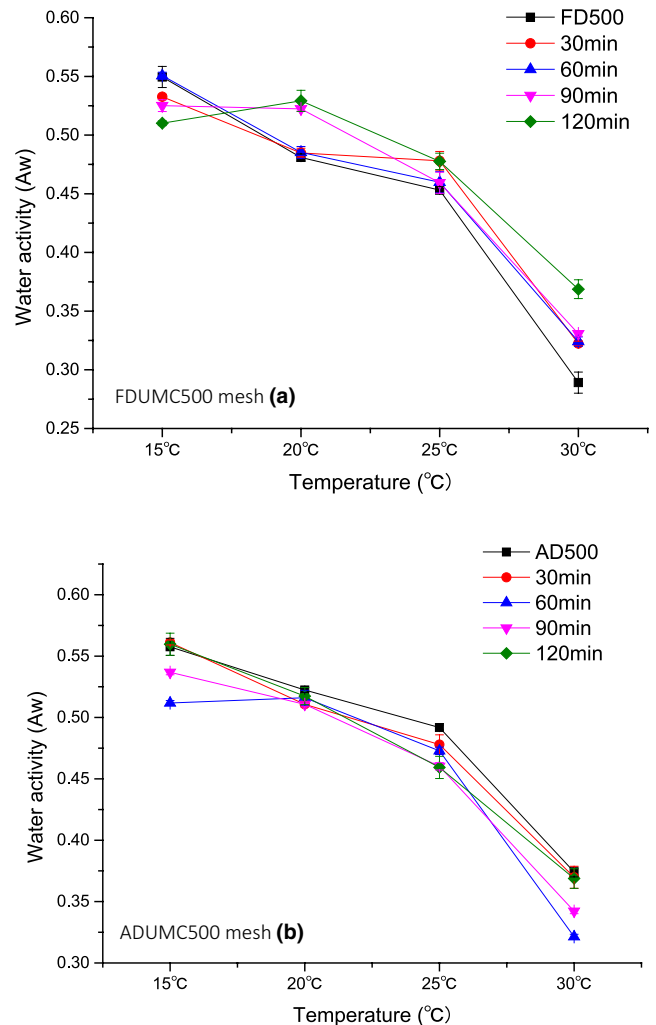 0.60
0.55
0.50
0.45
0.40
0.35
0.30
0.25
Water activity (Aw)
FD500
30min
60min
90min
120min
FDUMC500 mesh (a)
15℃ 20℃ 25℃ 30℃
Temperature (℃)
0.60
0.55
0.50
0.45
0.40
0.35
0.30
Water activity (Aw)
AD500
30min
60min
90min
120min
ADUMC500 mesh (b)
15℃ 20℃ 25℃ 30℃
Temperature (℃)